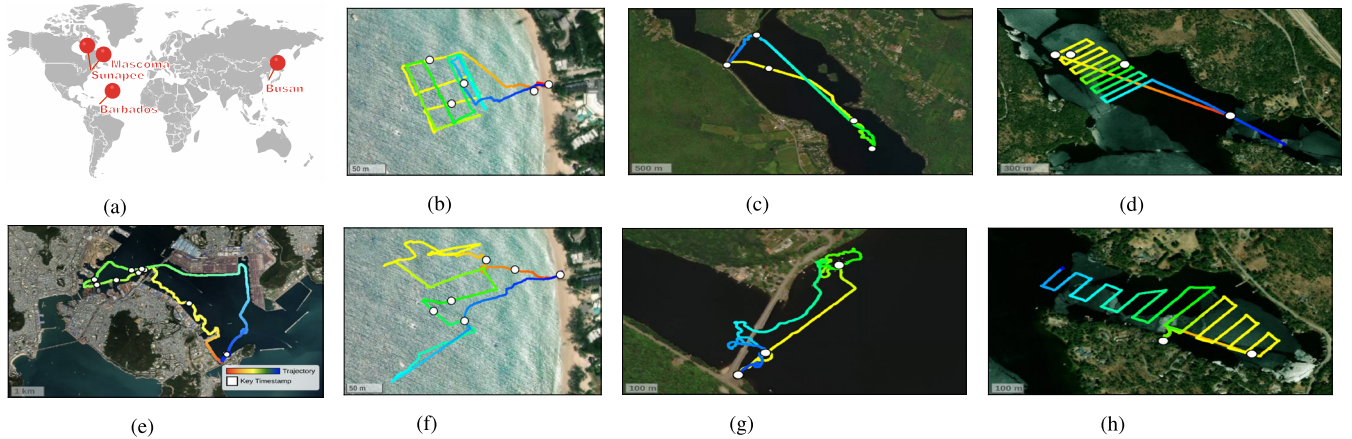 Mascoma
Sunapee
Busan
Barbados
50 m
500 m
300 m
(a)
(b)
(c)
(d)
Trajectory
Key Timestamp
1 km
50 m
100 m
100 m
(e)
(f)
(g)
(h)